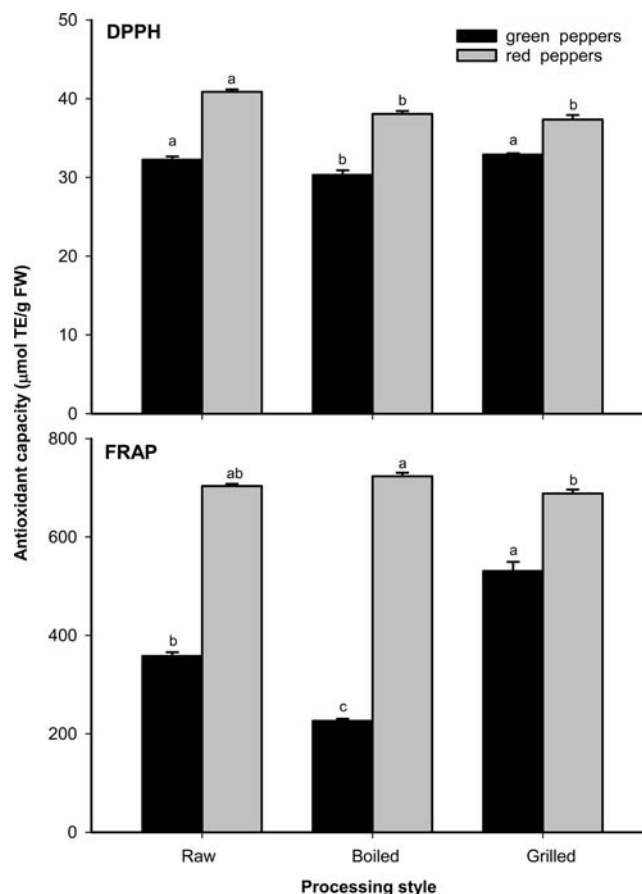 DPPH
green peppers
red peppers
50
40
30
20
10
0
a
a
b
b
a
b
Antioxidant capacity (μmol TE/g FW)
FRAP
800
600
400
200
0
b
ab
c
a
a
b
Raw
Boiled
Grilled
Processing style